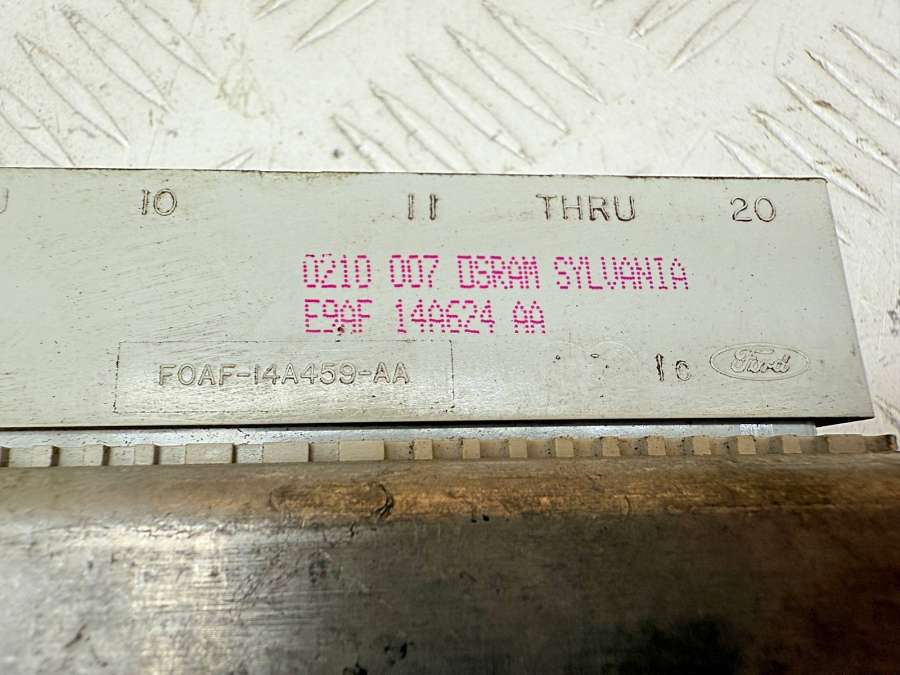 10 11 THRU 20
0210 007 OSRAM SYLVANIA
E9AF 14A624 AA
F0AF-14A459-AA
1c Ford